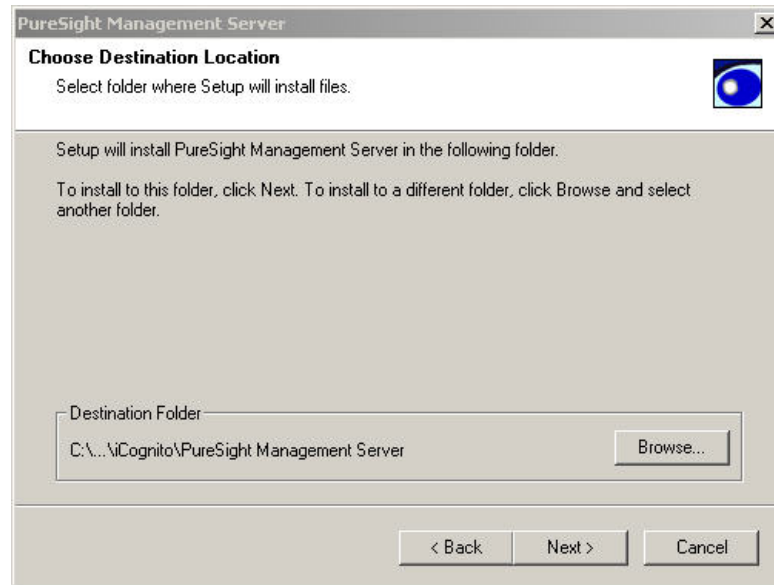 PureSight Management Server
Choose Destination Location
Select folder where Setup will install files.
Setup will install PureSight Management Server in the following folder.
To install to this folder, click Next. To install to a different folder, click Browse and select
another folder.
Destination Folder
C:\...\iCognito\PureSight Management Server
Browse...
< Back
Next >
Cancel